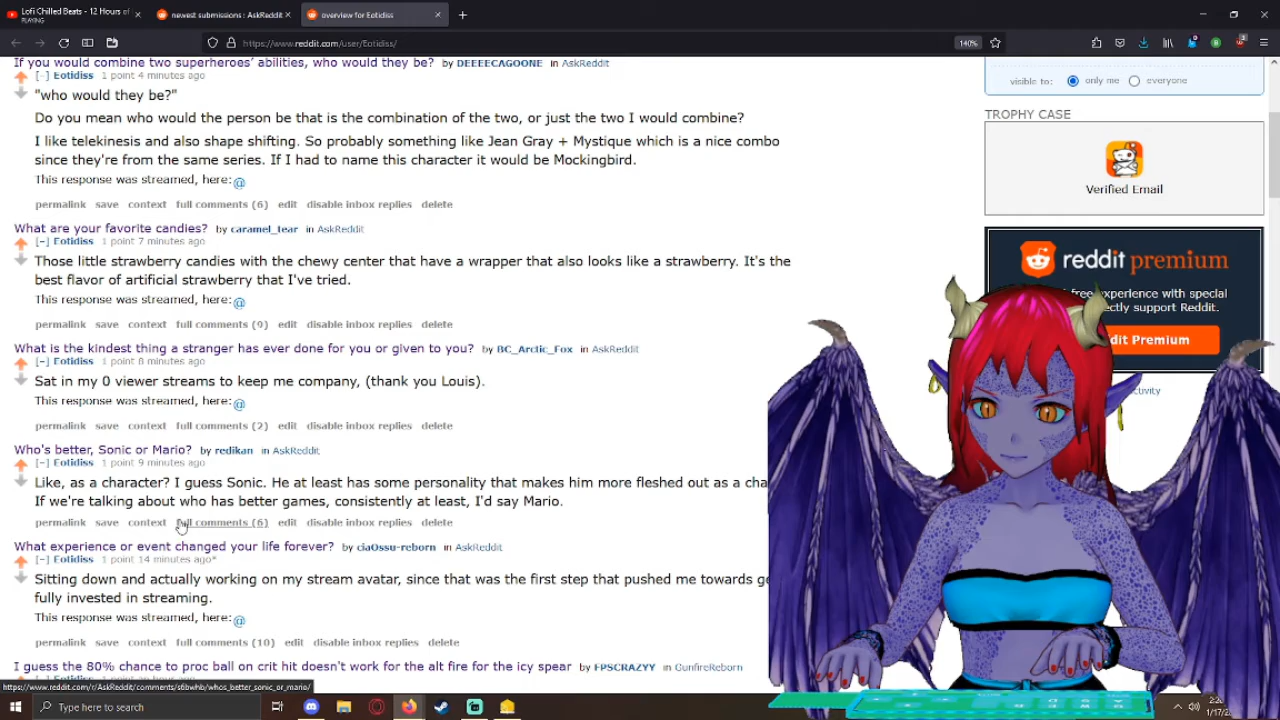 Lofi Chilled Beats - 12 Hours of
PLAYING
newest submissions : AskReddit
overview for Eotidiss
https://www.reddit.com/user/Eotidiss/
140%
If you would combine two superheroes' abilities, who would they be? by DEEEECAGOONE in AskReddit
[-] Eotidiss 1 point 4 minutes ago
"who would they be?"
Do you mean who would the person be that is the combination of the two, or just the two I would combine?
I like telekinesis and also shape shifting. So probably something like Jean Gray + Mystique which is a nice combo
since they're from the same series. If I had to name this character it would be Mockingbird.
This response was streamed, here:@
permalink save context full comments (6) edit disable inbox replies delete
What are your favorite candies? by caramel_tear in AskReddit
[-] Eotidiss 1 point 7 minutes ago
Those little strawberry candies with the chewy center that have a wrapper that also looks like a strawberry. It's the
best flavor of artificial strawberry that I've tried.
This response was streamed, here:@
permalink save context full comments (9) edit disable inbox replies delete
What is the kindest thing a stranger has ever done for you or given to you? by BC_Arctic_Fox in AskReddit
[-] Eotidiss 1 point 8 minutes ago
Sat in my 0 viewer streams to keep me company, (thank you Louis).
This response was streamed, here:@
permalink save context full comments (2) edit disable inbox replies delete
Who's better, Sonic or Mario? by redikan in AskReddit
[-] Eotidiss 1 point 9 minutes ago
Like, as a character? I guess Sonic. He at least has some personality that makes him more fleshed out as a cha
If we're talking about who has better games, consistently at least, I'd say Mario.
permalink save context full comments (6) edit disable inbox replies delete
What experience or event changed your life forever? by ciaOssu-reborn in AskReddit
[-] Eotidiss 1 point 14 minutes ago*
Sitting down and actually working on my stream avatar, since that was the first step that pushed me towards ge
fully invested in streaming.
This response was streamed, here:@
permalink save context full comments (10) edit disable inbox replies delete
I guess the 80% chance to proc ball on crit hit doesn't work for the alt fire for the icy spear by FPSCRAZYY in GunfireReborn
visible to: only me everyone
TROPHY CASE
Verified Email
reddit premium
free experience with special
ectly support Reddit.
dit Premium
ctivity
https://www.reddit.com/r/AskReddit/comments/s6bwhb/whos_better_sonic_or_mario/
Type here to search
1/17/2